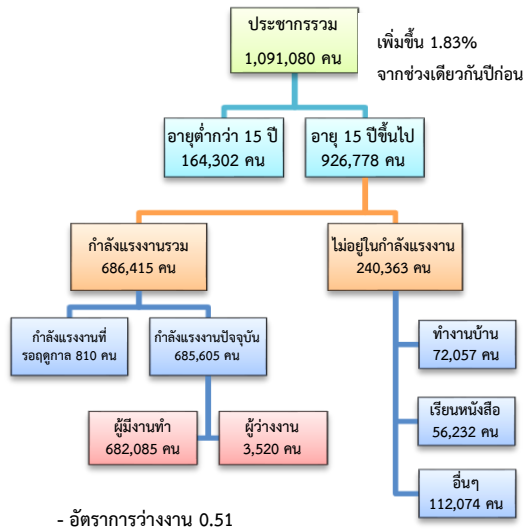 ประชากรรวม
1,091,080 คน
เพิ่มขึ้น 1.83%
จากช่วงเดียวกันปีก่อน
อายุต่ำกว่า 15 ปี
164,302 คน
อายุ 15 ปีขึ้นไป
926,778 คน
กำลังแรงงานรวม
686,415 คน
ไม่อยู่ในกำลังแรงงาน
240,363 คน
กำลังแรงงานที่
รอฤดูกาล 810 คน
กำลังแรงงานปัจจุบัน
685,605 คน
ผู้มีงานทำ
682,085 คน
ผู้ว่างงาน
3,520 คน
ทำงานบ้าน
72,057 คน
เรียนหนังสือ
56,232 คน
อื่นๆ
112,074 คน
- อัตราการว่างงาน 0.51